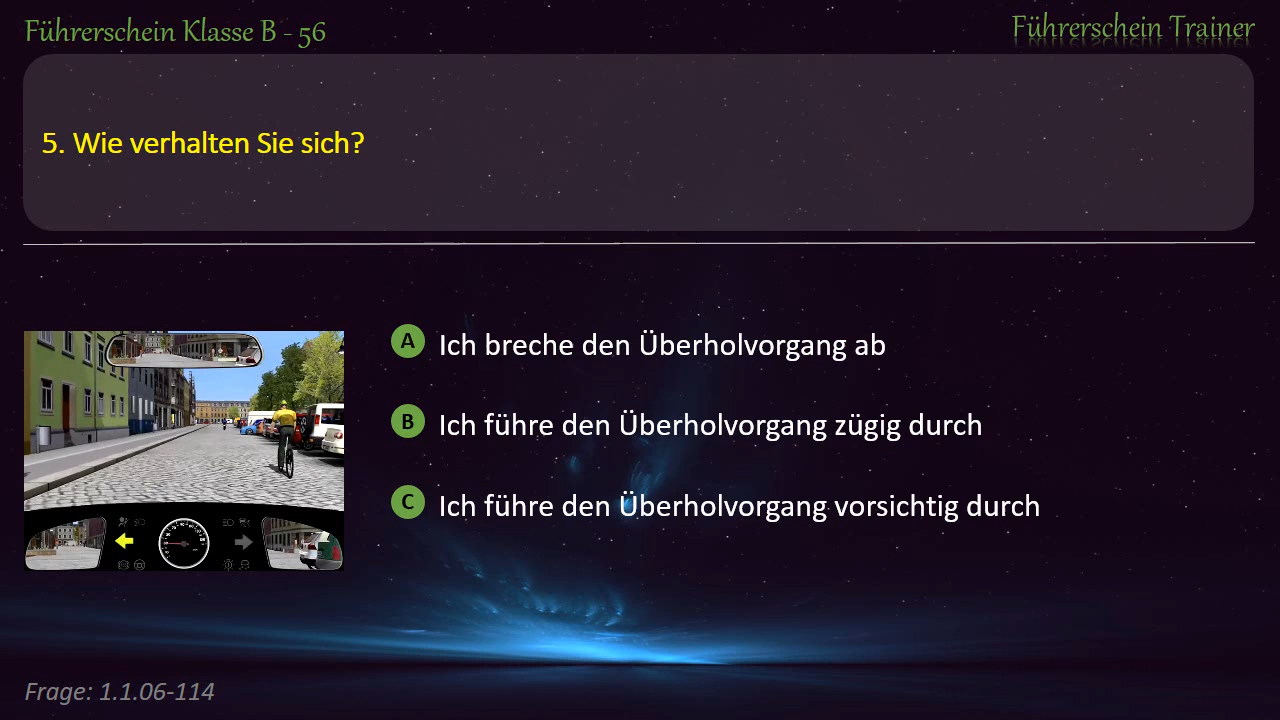 Führerschein Klasse B - 56
Führerschein Trainer
5. Wie verhalten Sie sich?
A Ich breche den Überholvorgang ab
B Ich führe den Überholvorgang zügig durch
C Ich führe den Überholvorgang vorsichtig durch
Frage: 1.1.06-114